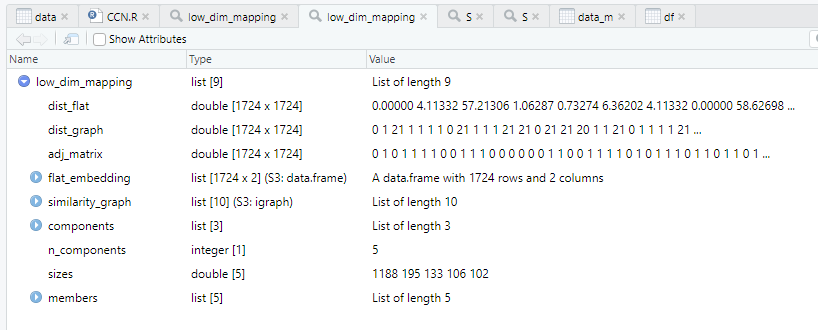 data × CCN.R × low_dim_mapping × low_dim_mapping × S × S × data_m × df ×
Show Attributes
Name Type Value
low_dim_mapping list [9] List of length 9
dist_flat double [1724 x 1724] 0.00000 4.11332 57.21306 1.06287 0.73274 6.36202 4.11332 0.00000 58.62698 ...
dist_graph double [1724 x 1724] 0 1 21 1 1 1 1 0 21 1 1 1 21 21 0 21 21 20 1 1 21 0 1 1 1 1 21 ...
adj_matrix double [1724 x 1724] 0 1 0 1 1 1 1 0 0 1 1 1 0 0 0 0 0 0 1 1 0 0 1 1 1 1 0 1 0 1 1 1 0 1 1 0 1 1 0 1 ...
flat_embedding list [1724 x 2] (S3: data.frame) A data.frame with 1724 rows and 2 columns
similarity_graph list [10] (S3: igraph) List of length 10
components list [3] List of length 3
n_components integer [1] 5
sizes double [5] 1188 195 133 106 102
members list [5] List of length 5